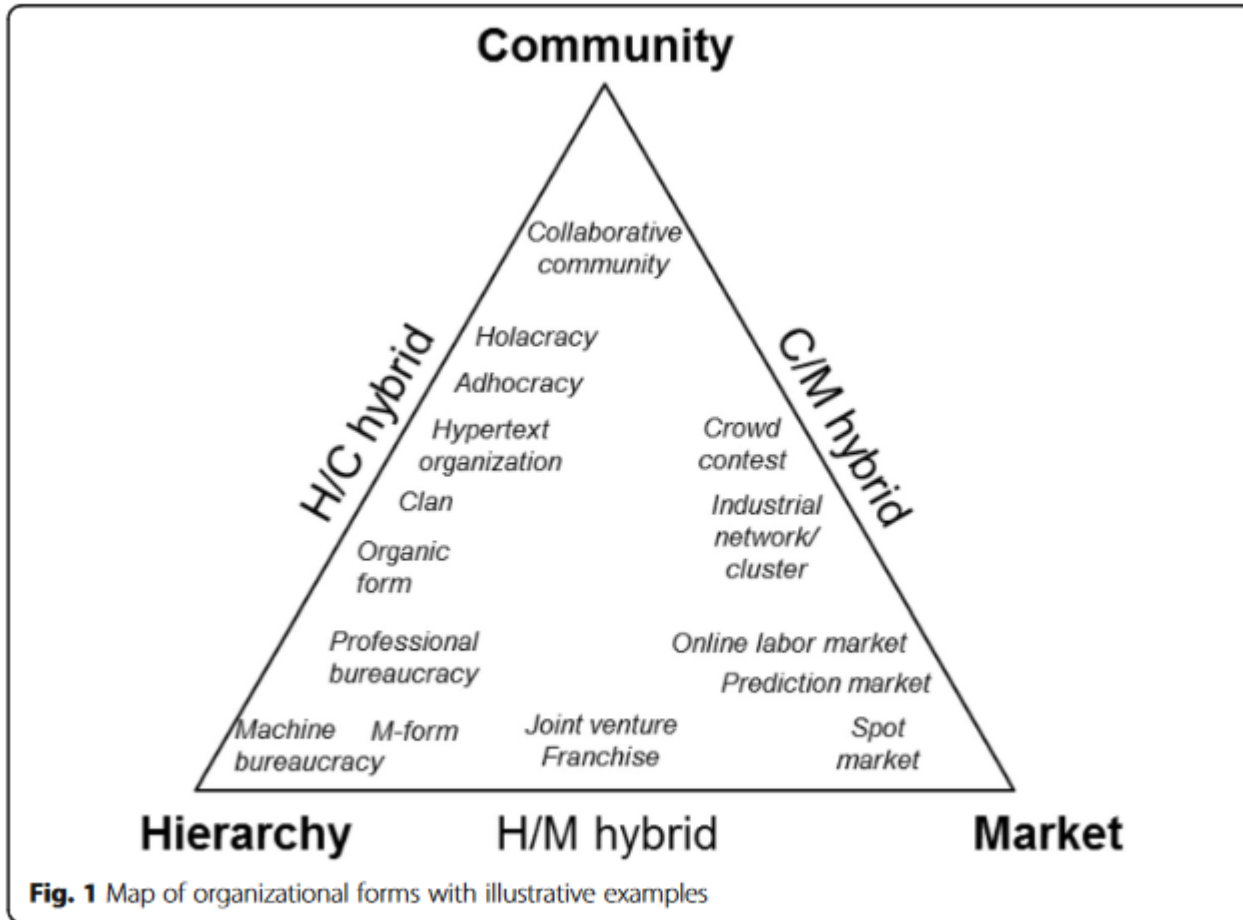 Community
Collaborative
community
Holacracy
Adhocracy
H/C hybrid
C/M hybrid
Hypertext
organization
Crowd
contest
Clan
Industrial
network/
cluster
Organic
form
Professional
bureaucracy
Online labor market
Prediction market
Machine
bureaucracy
M-form
Joint venture
Franchise
Spot
market
Hierarchy
H/M hybrid
Market
Fig. 1 Map of organizational forms with illustrative examples